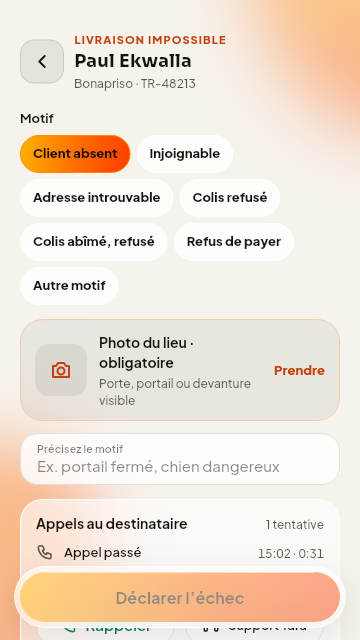 LIVRAISON IMPOSSIBLE
Paul Ekwalla
Bonapriso · TR-48213
Motif
Client absent
Injoignable
Adresse introuvable
Colis refusé
Colis abîmé, refusé
Refus de payer
Autre motif
Photo du lieu ·
obligatoire
Porte, portail ou devanture
visible
Prendre
Précisez le motif
Ex. portail fermé, chien dangereux
Appels au destinataire
1 tentative
Appel passé
15:02 · 0:31
Déclarer l’échec